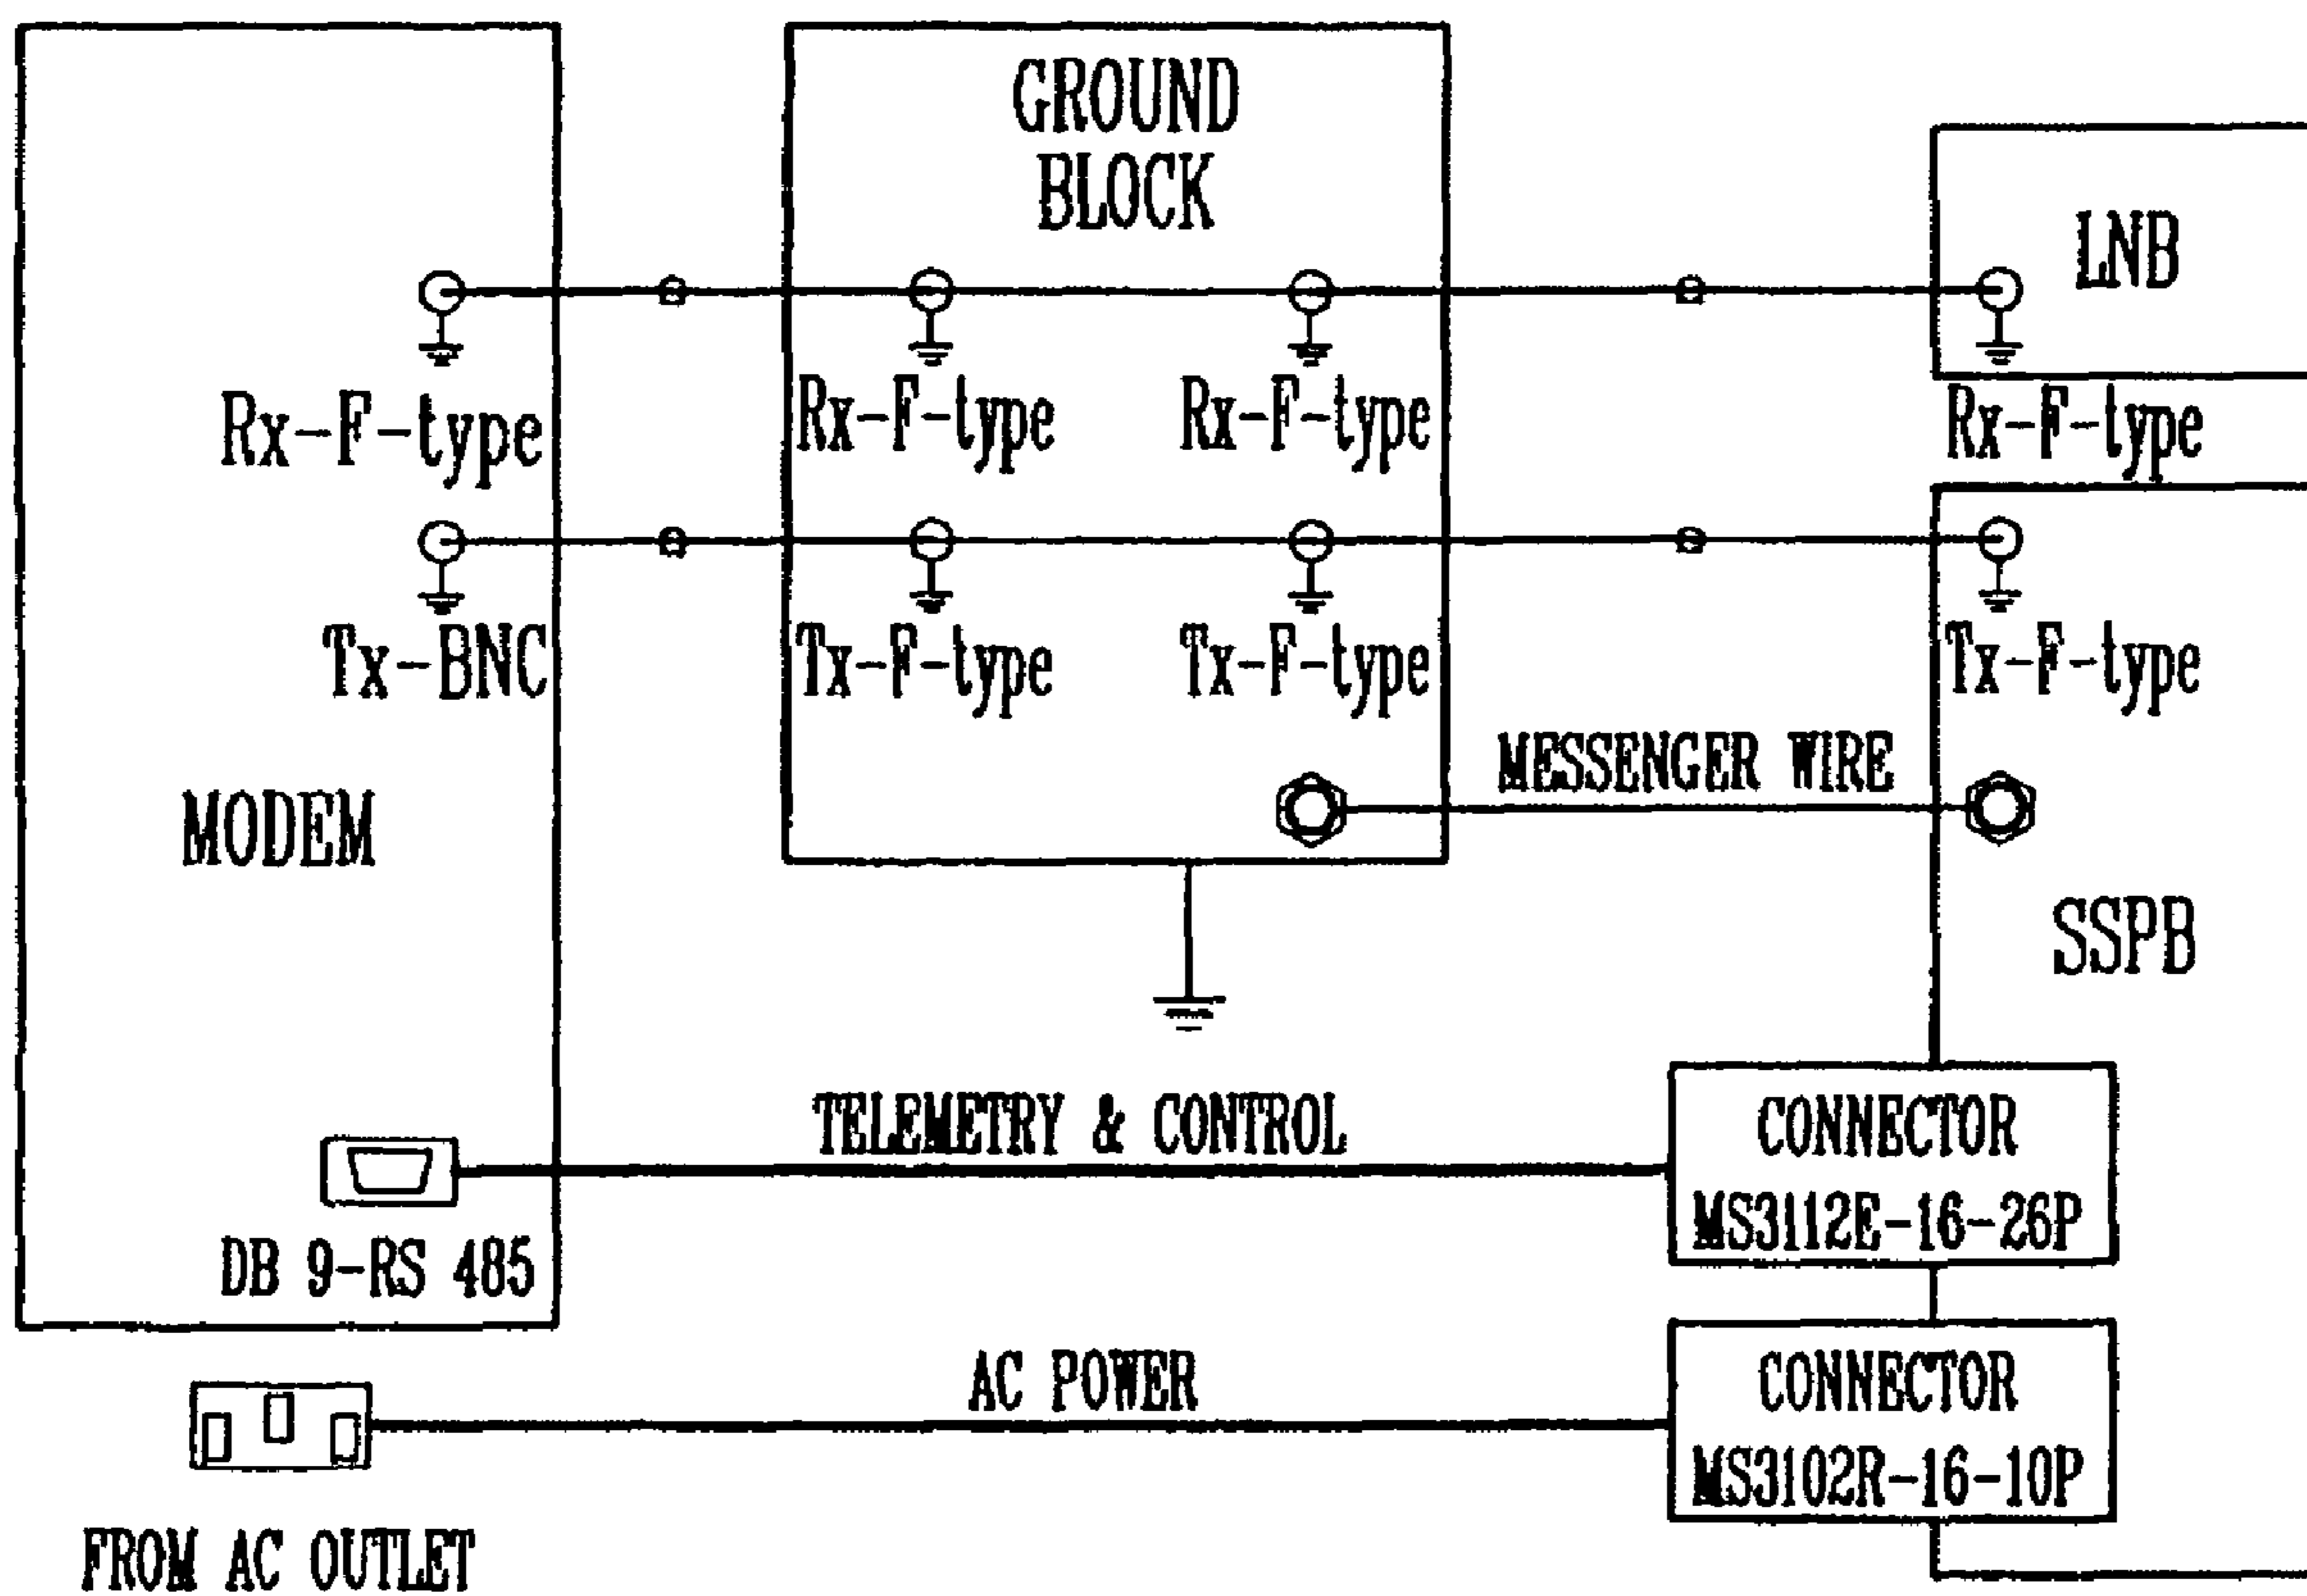 GROUND
BLOCK
LNB
Rx-F-type
Rx-F-type
Rx-F-type
Rx-F-type
Tx-BNC
Tx-F-type
Tx-F-type
Tx-F-type
MESSENGER WIRE
MODEM
SSPB
TELEMETRY & CONTROL
CONNECTOR
MS3112E-16-26P
DB 9-RS 485
AC POWER
CONNECTOR
MS3102R-16-10P
FROM AC OUTLET